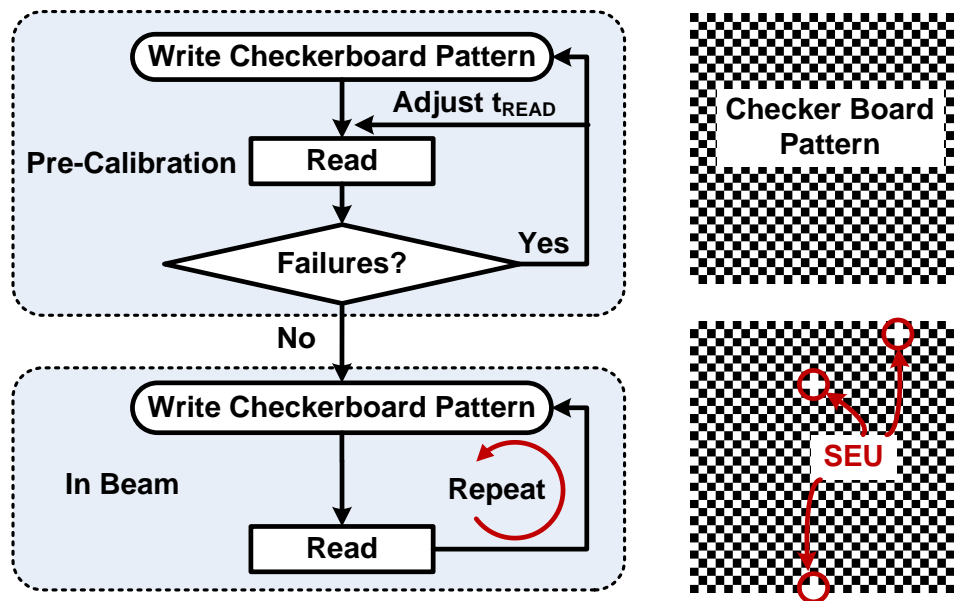 Write Checkerboard Pattern
Adjust tREAD
Pre-Calibration
Read
Failures?
Yes
No
Write Checkerboard Pattern
In Beam
Repeat
Read
Checker Board
Pattern
SEU